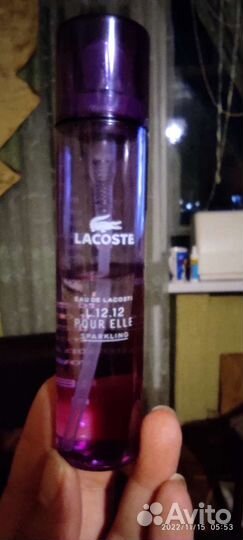 LACOSTE
EAU DE LACOSTE
L.12.12
POUR ELLE
SPARKLING
Avito
2022/11/15 05:53